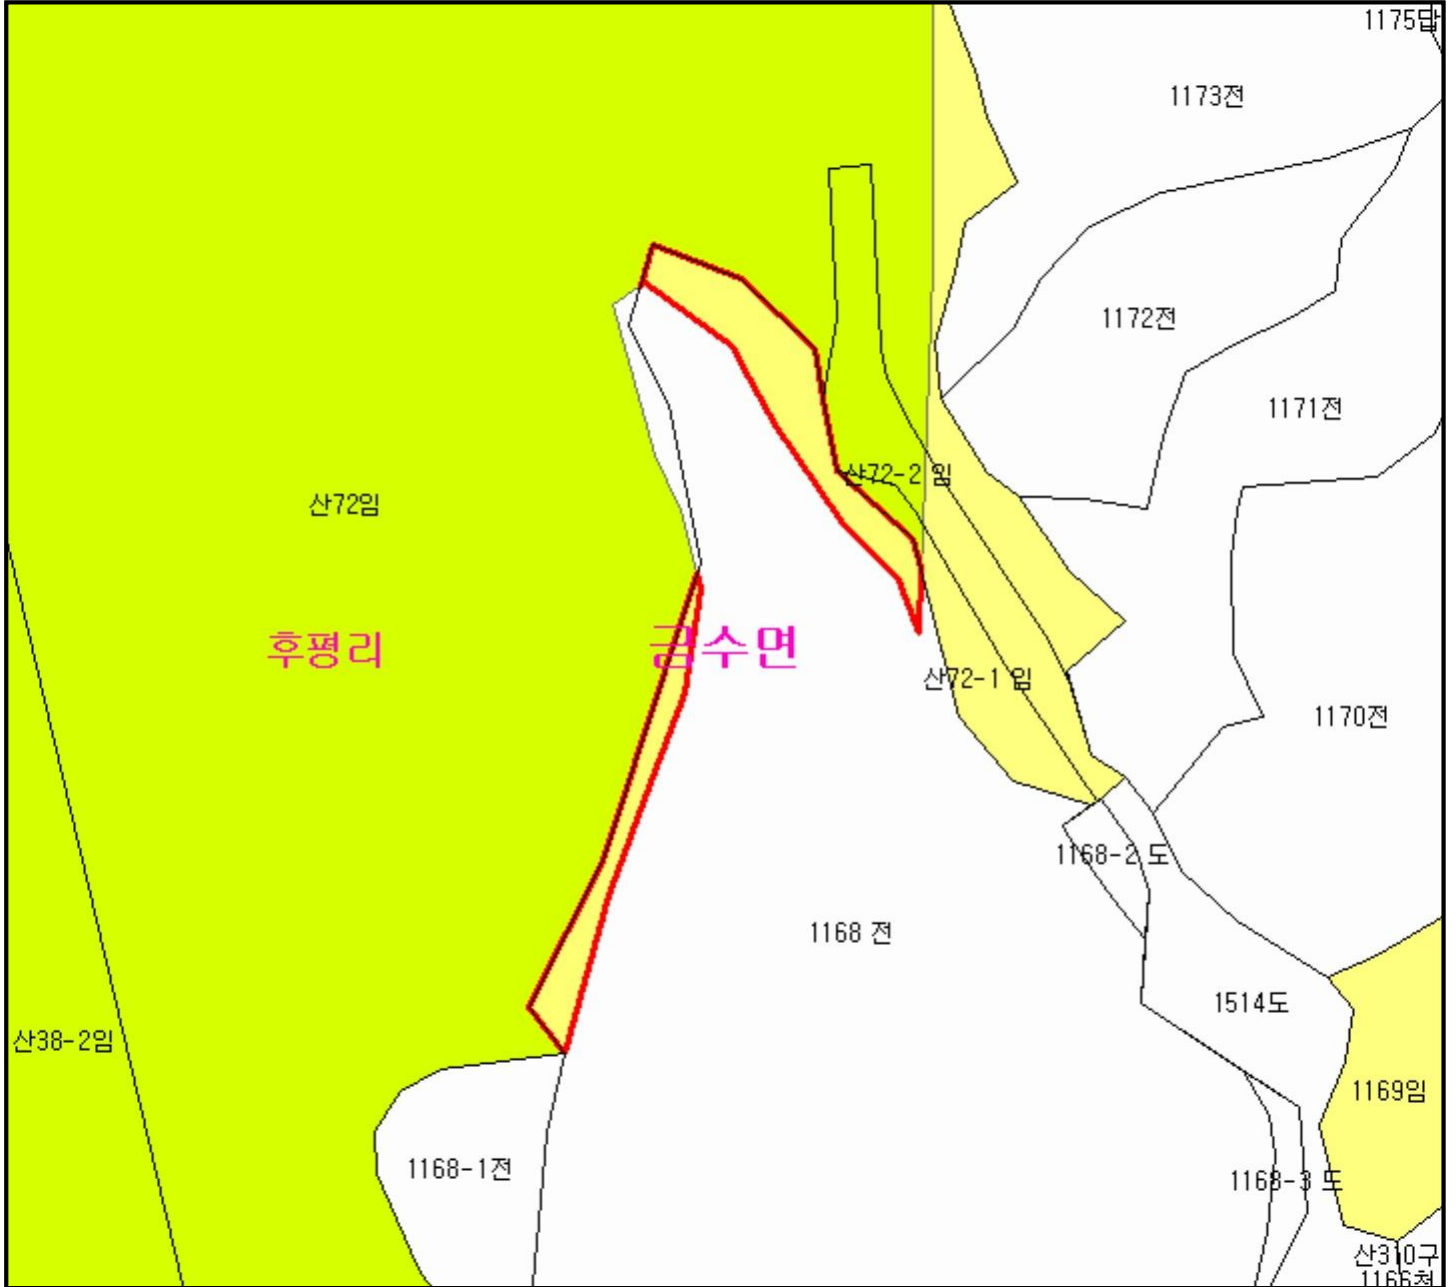 1175답
1173전
1172전
1171전
산72-2 임
산72임
후평리
금수면
산72-1 임
1170전
1168-2 도
1168 전
1514도
산38-2임
1169임
1168-1전
1168-3 도
산310구